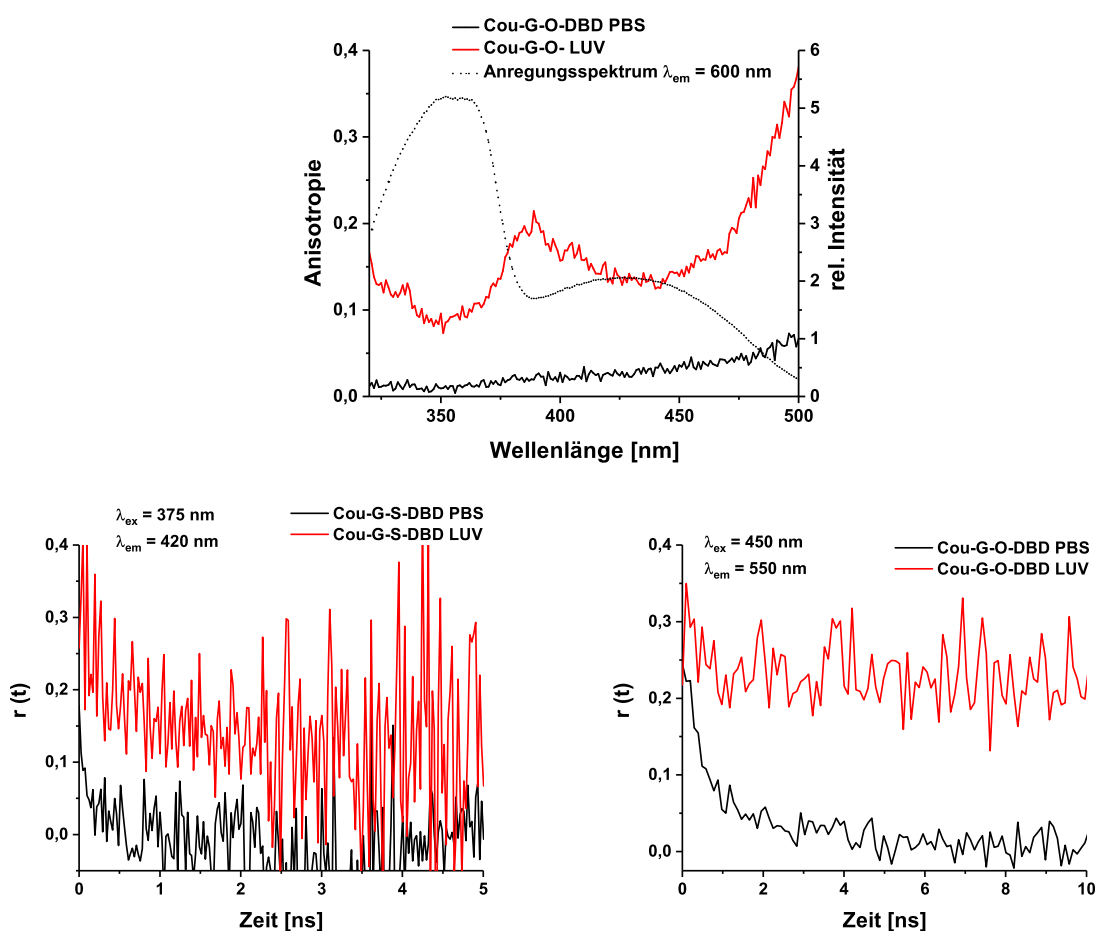 Cou-G-O-DBD PBS
Cou-G-O- LUV
Anregungsspektrum λem = 600 nm
0,4
0,3
0,2
0,1
0,0
Anisotropie
6
5
4
3
2
1
0
rel. Intensität
350 400 450 500
Wellenlänge [nm]
λex = 375 nm
λem = 420 nm
Cou-G-S-DBD PBS
Cou-G-S-DBD LUV
0,4
0,3
0,2
0,1
0,0
r (t)
0 1 2 3 4 5
Zeit [ns]
λex = 450 nm
λem = 550 nm
Cou-G-O-DBD PBS
Cou-G-O-DBD LUV
0,4
0,3
0,2
0,1
0,0
r (t)
0 2 4 6 8 10
Zeit [ns]